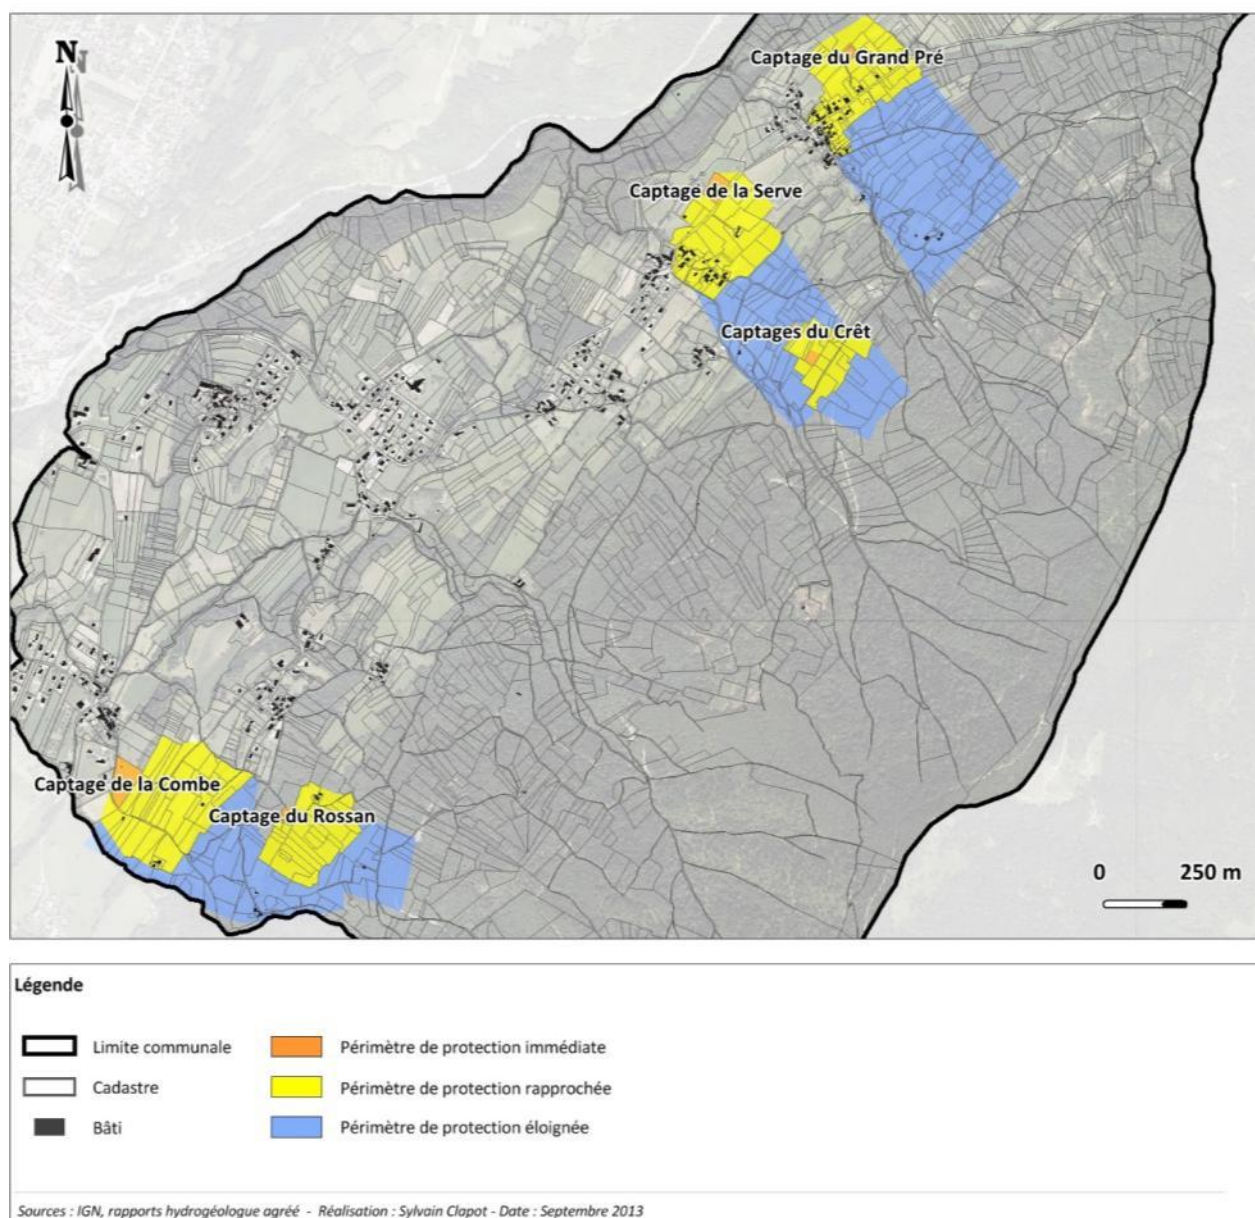 N
Captage du Grand Pré
Captage de la Serve
Captages du Crêt
Captage de la Combe
Captage du Rossan
0 250 m
Légende
Limite communale
Périmètre de protection immédiate
Cadastre
Périmètre de protection rapprochée
Bâti
Périmètre de protection éloignée
Sources : IGN, rapports hydrogéologue agréé - Réalisation : Sylvain Clapot - Date : Septembre 2013